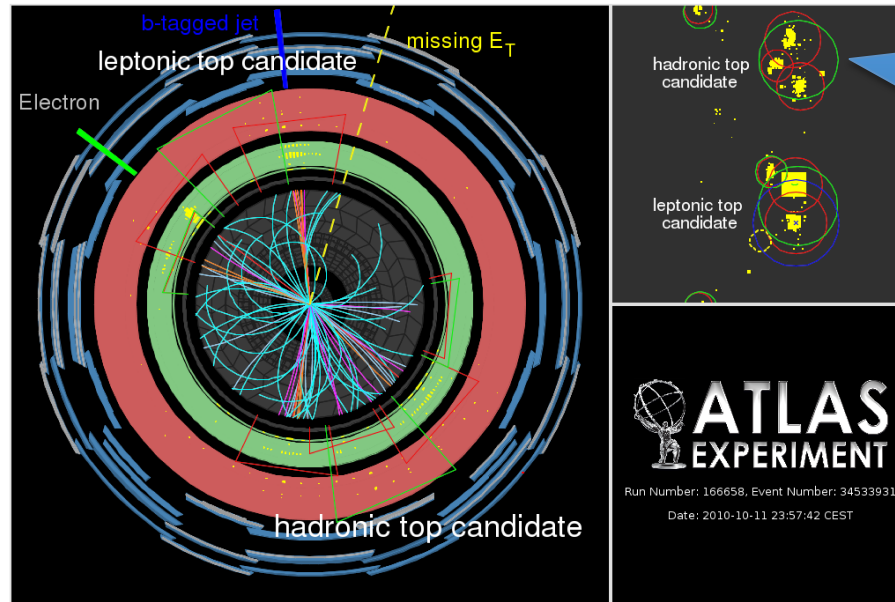 b-tagged jet
leptonic top candidate
missing E_T
Electron
hadronic top candidate
hadronic top
candidate
leptonic top
candidate
ATLAS
EXPERIMENT
Run Number: 166658, Event Number: 34533931
Date: 2010-10-11 23:57:42 CEST